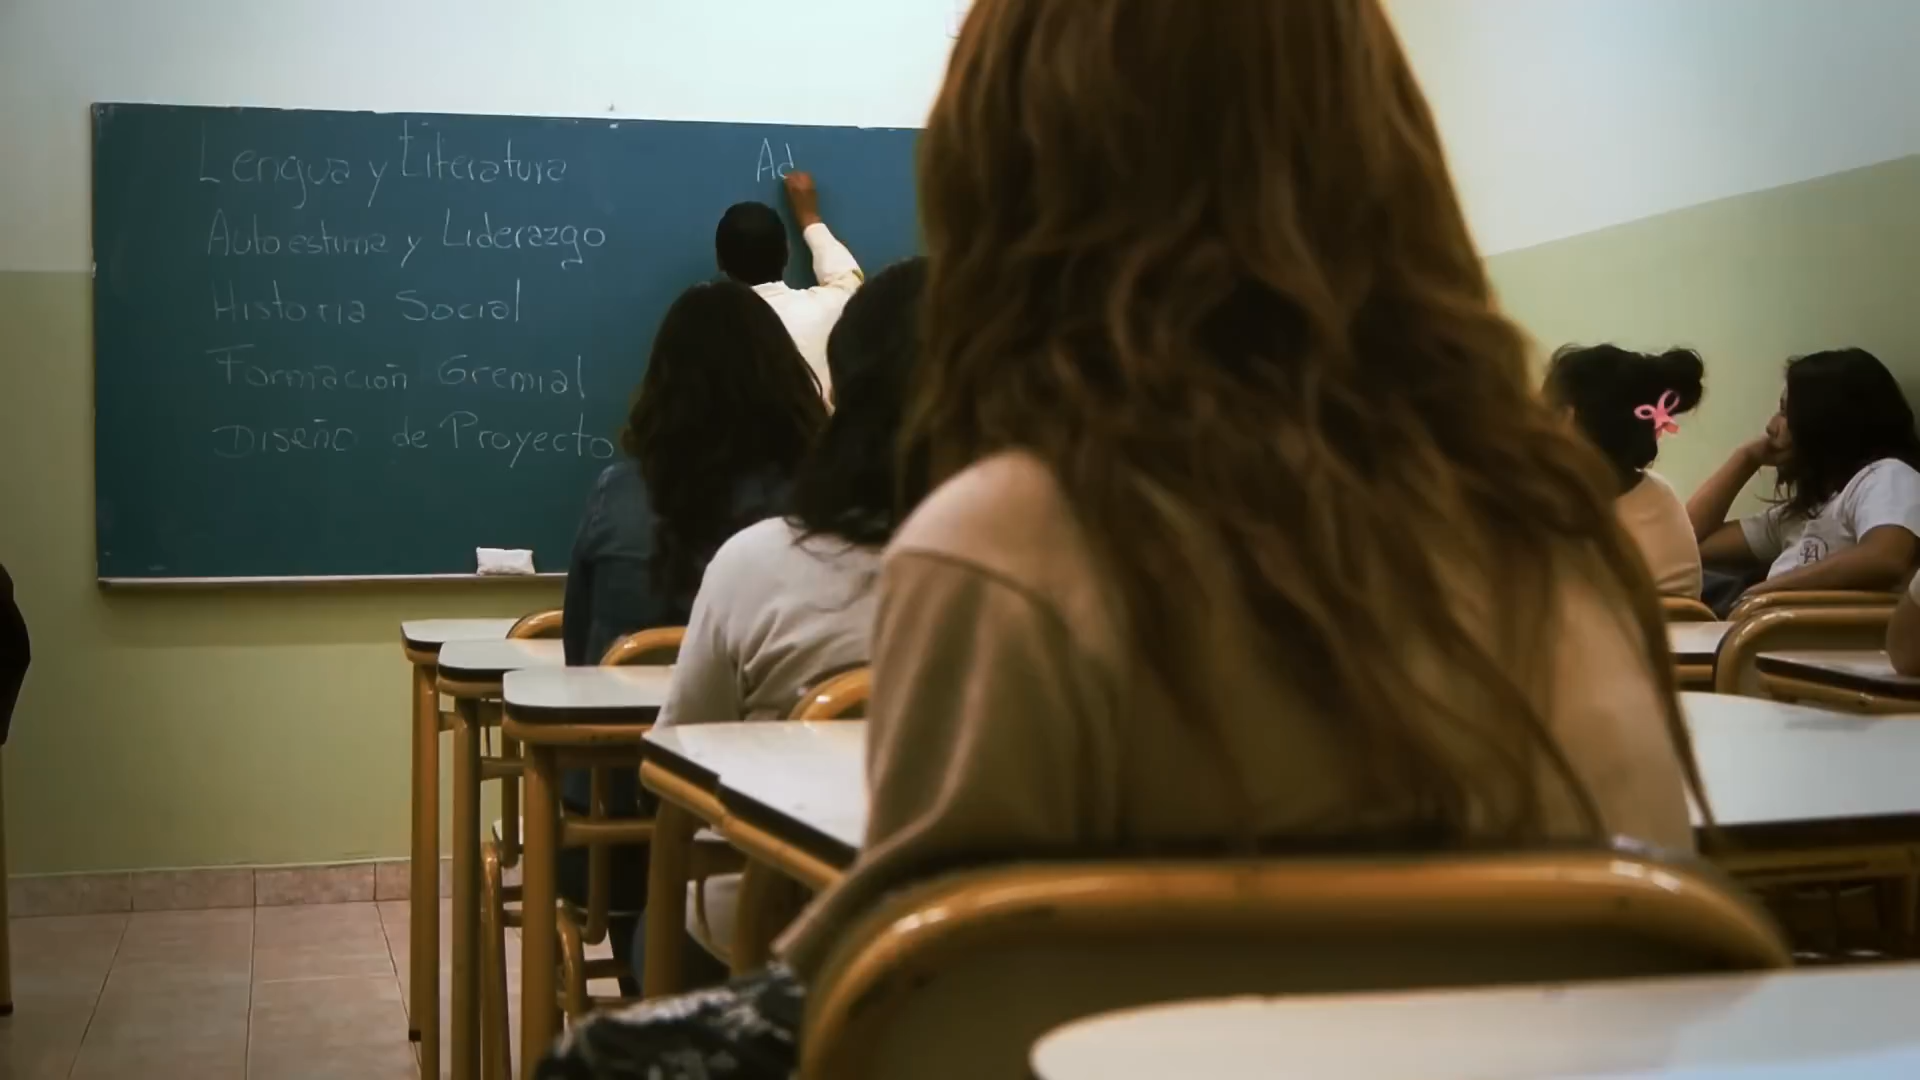 Lengua y Literatura
Autoestima y Liderazgo
Historia Social
Formación Gremial
Diseño de Proyecto
Ad